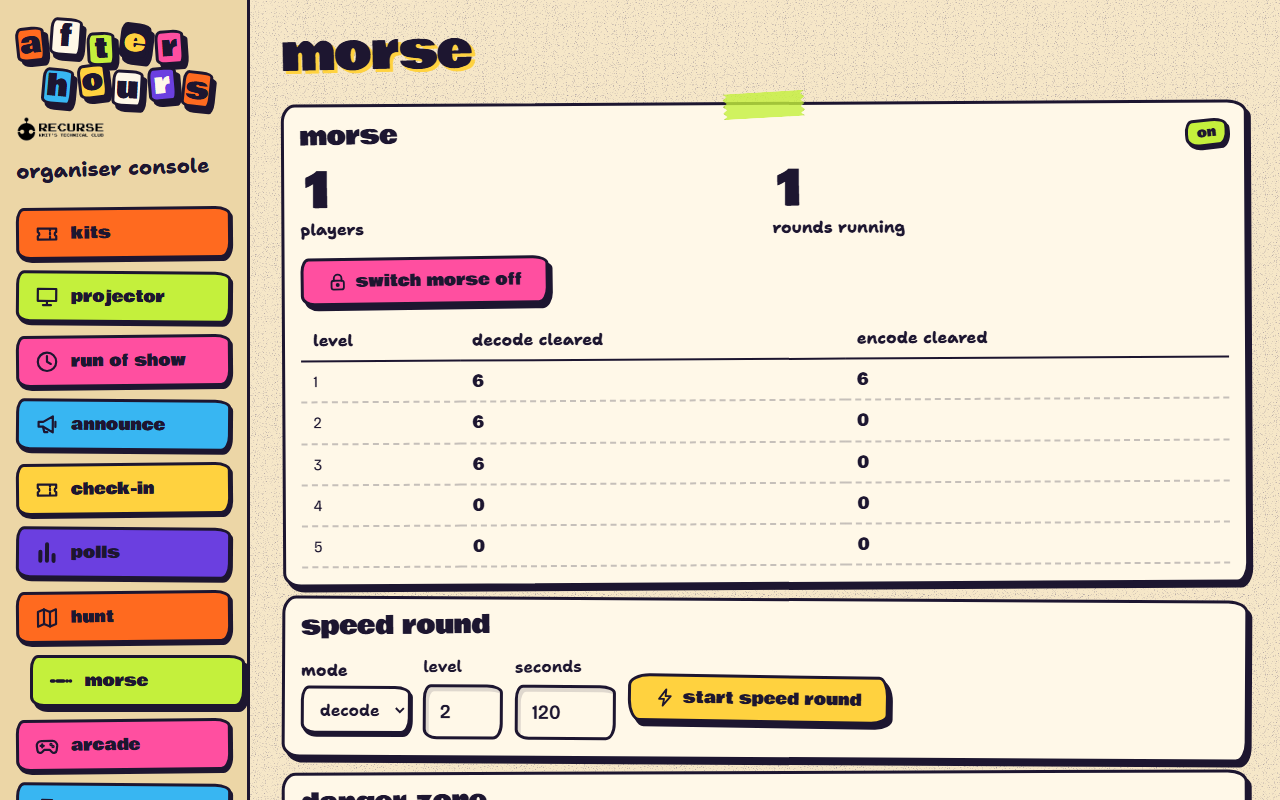 after
hours
RECURSE
KMIT'S TECHNICAL CLUB
organiser console
kits
projector
run of show
announce
check-in
polls
hunt
morse
arcade
morse
morse
on
1
players
1
rounds running
switch morse off
level decode cleared encode cleared
1 6 6
2 6 0
3 6 0
4 0 0
5 0 0
speed round
mode level seconds
decode 2 120 start speed round
danger zone